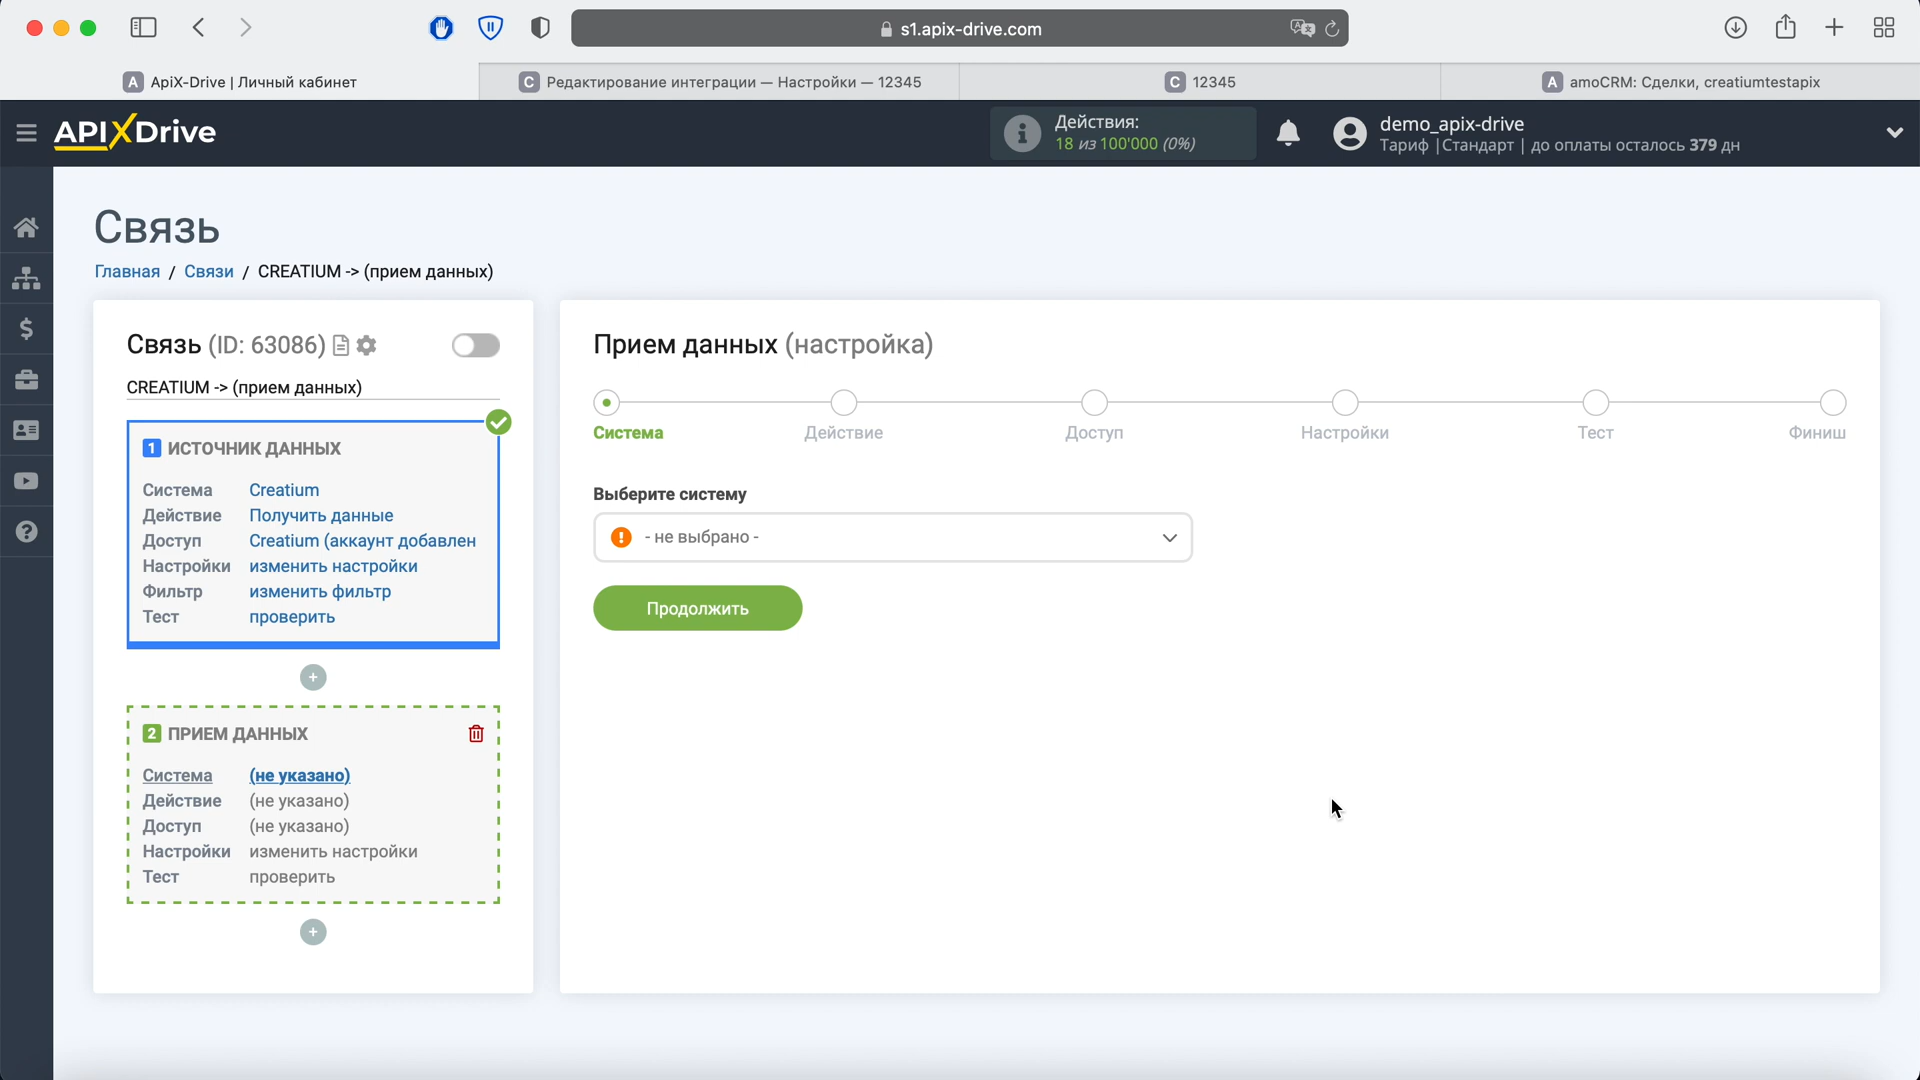 s1.apix-drive.com
A ApiX-Drive | Личный кабинет
C Редактирование интеграции — Настройки — 12345
C 12345
A amoCRM: Сделки, creatiumtestapix
APIXDrive
Действия:
18 из 100'000 (0%)
demo_apix-drive
Тариф |Стандарт | до оплаты осталось 379 дн
Связь
Главная / Связи / CREATIUM -> (прием данных)
Связь (ID: 63086)
CREATIUM -> (прием данных)
1 ИСТОЧНИК ДАННЫХ
Система Creatium
Действие Получить данные
Доступ Creatium (аккаунт добавлен
Настройки изменить настройки
Фильтр изменить фильтр
Тест проверить
2 ПРИЕМ ДАННЫХ
Система (не указано)
Действие (не указано)
Доступ (не указано)
Настройки изменить настройки
Тест проверить
Прием данных (настройка)
Система Действие Доступ Настройки Тест Финиш
Выберите систему
- не выбрано -
Продолжить